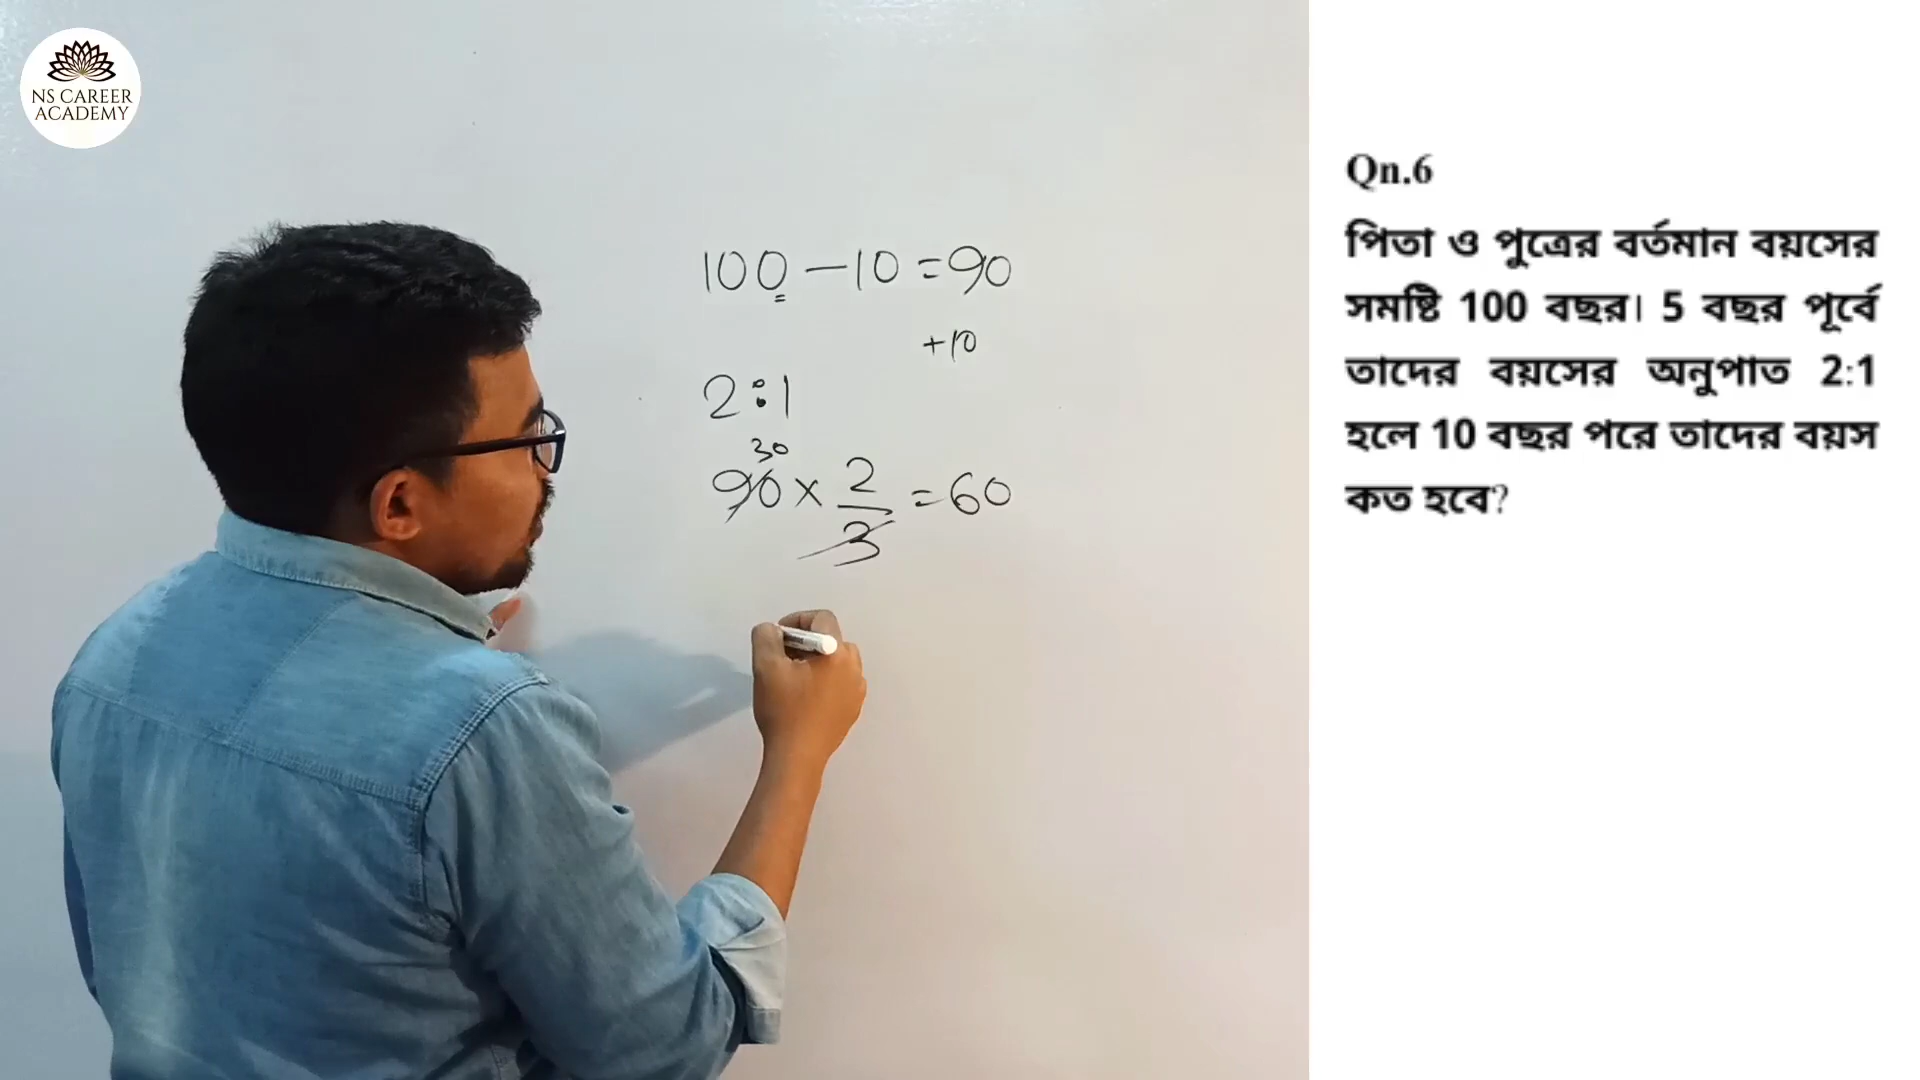 NS CAREER
ACADEMY
100 - 10 = 90
+10
2:1
30
90 × 2/3 = 60
Qn.6
পিতা ও পুত্রের বর্তমান বয়সের
সমষ্টি 100 বছর। 5 বছর পূর্বে
তাদের বয়সের অনুপাত 2:1
হলে 10 বছর পরে তাদের বয়স
কত হবে?